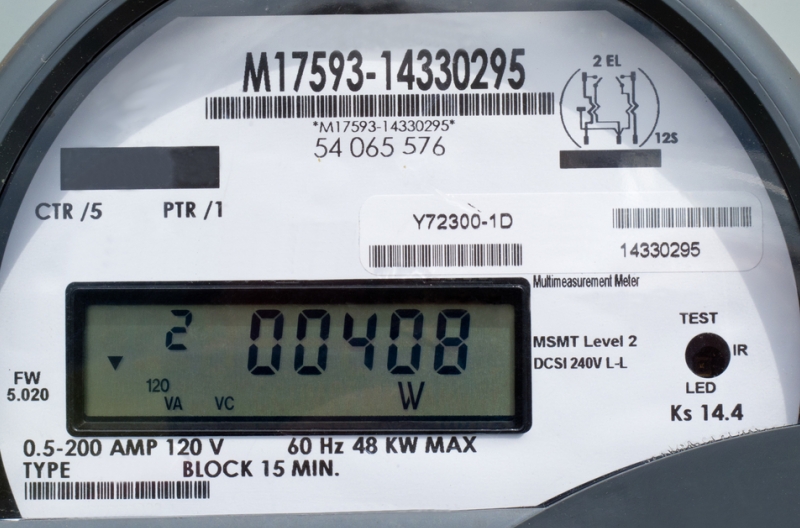 M17593-14330295
*M17593-14330295*
54 065 576
2 EL
12S
CTR /5 PTR /1
Y72300-1D
14330295
Multimeasurement Meter
2 00408
120
VA VC W
MSMT Level 2
DCSI 240V L-L
TEST
IR
LED
Ks 14.4
FW
5.020
0.5-200 AMP 120 V 60 Hz 48 KW MAX
TYPE BLOCK 15 MIN.